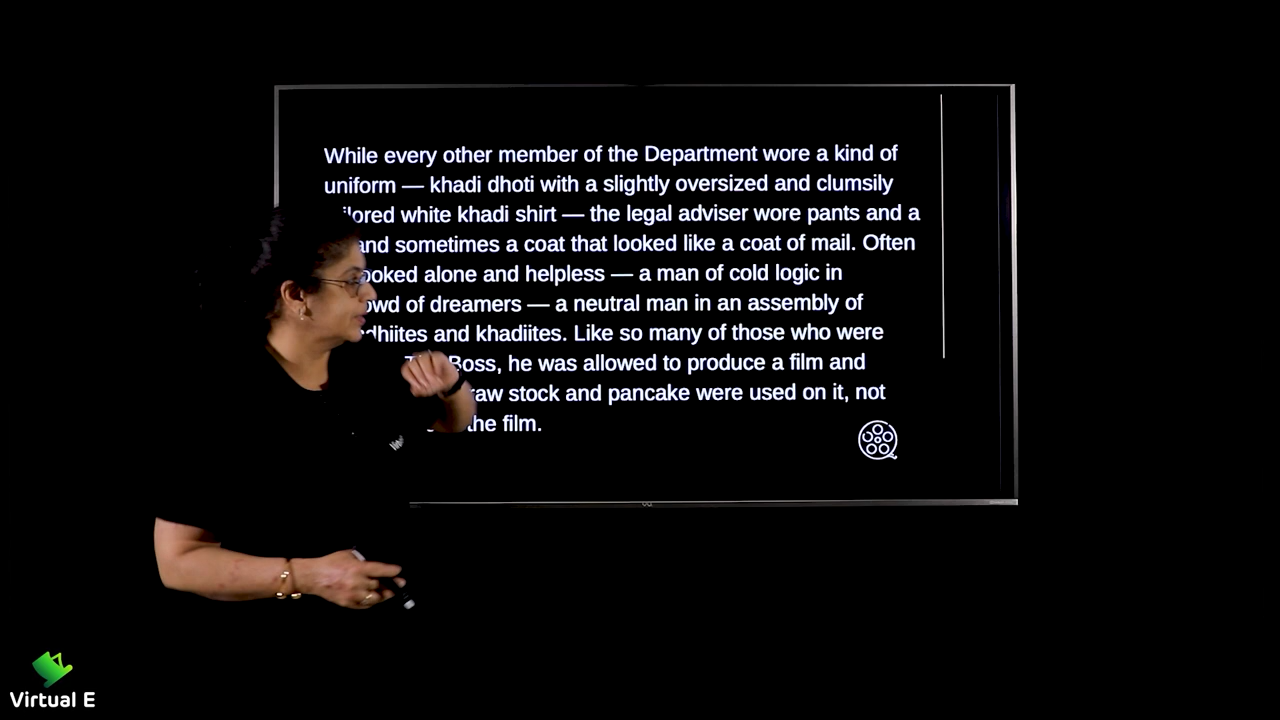 While every other member of the Department wore a kind of
uniform — khadi dhoti with a slightly oversized and clumsily
white khadi shirt — the legal adviser wore pants and a
and sometimes a coat that looked like a coat of mail. Often
alone and helpless — a man of cold logic in
of dreamers — a neutral man in an assembly of
and khadiites. Like so many of those who were
Boss, he was allowed to produce a film and
raw stock and pancake were used on it, not
the film.
Virtual E